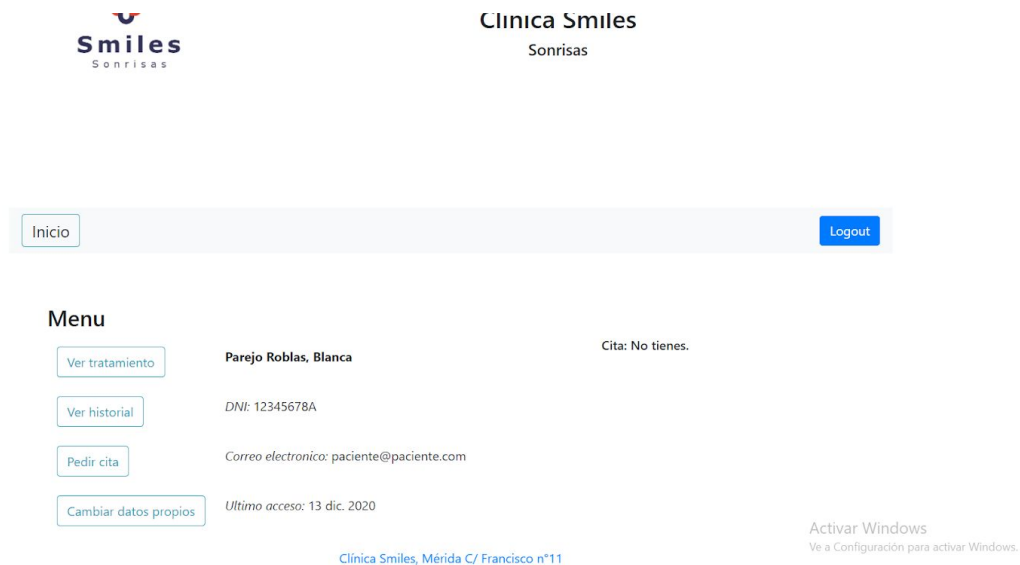 Smiles
Sonrisas
Clínica Smiles
Sonrisas
Inicio
Logout
Menu
Ver tratamiento
Ver historial
Pedir cita
Cambiar datos propios
Parejo Roblas, Blanca
DNI: 12345678A
Correo electronico: paciente@paciente.com
Ultimo acceso: 13 dic. 2020
Cita: No tienes.
Clínica Smiles, Mérida C/ Francisco n°11
Activar Windows
Ve a Configuración para activar Windows.